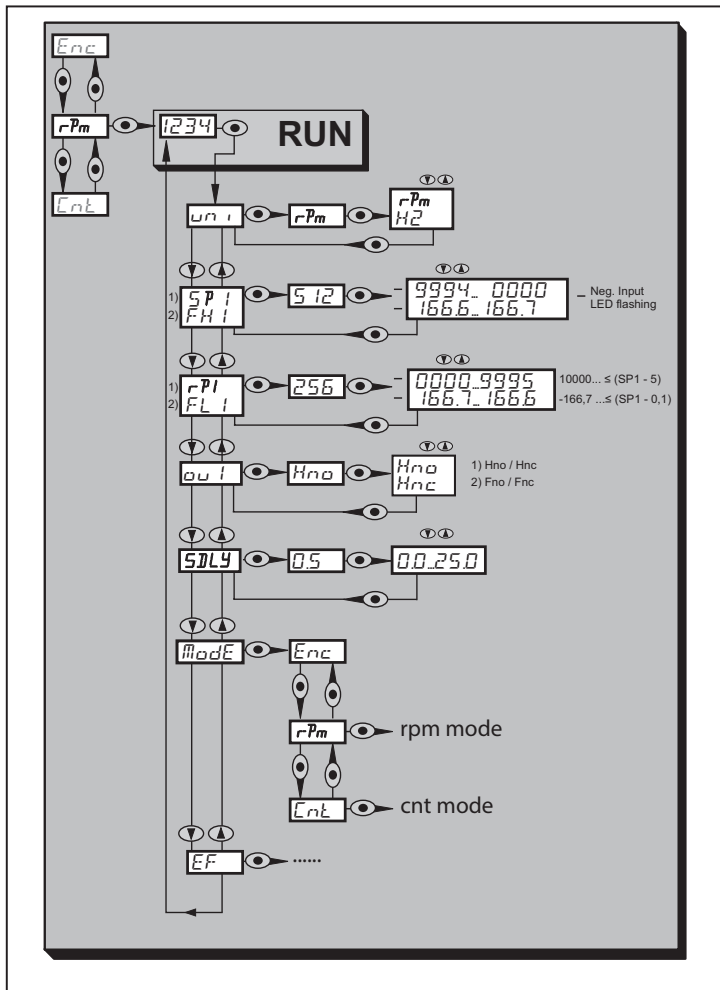 Enc
rPm
1234
RUN
Cnt
uni
rPm
rPm
HZ
1) SP1
2) FH1
512
– 9994... 0000
– 166.6...166.7
– Neg. Input
LED flashing
1) rP1
2) FL1
256
– 0000...9995
– 166.7...166.6
10000... ≤ (SP1 - 5)
-166,7 ...≤ (SP1 - 0,1)
ou1
Hno
Hno
Hnc
1) Hno / Hnc
2) Fno / Fnc
SDLY
0.5
0.0...25.0
ModE
Enc
rPm
rpm mode
Cnt
cnt mode
EF
......